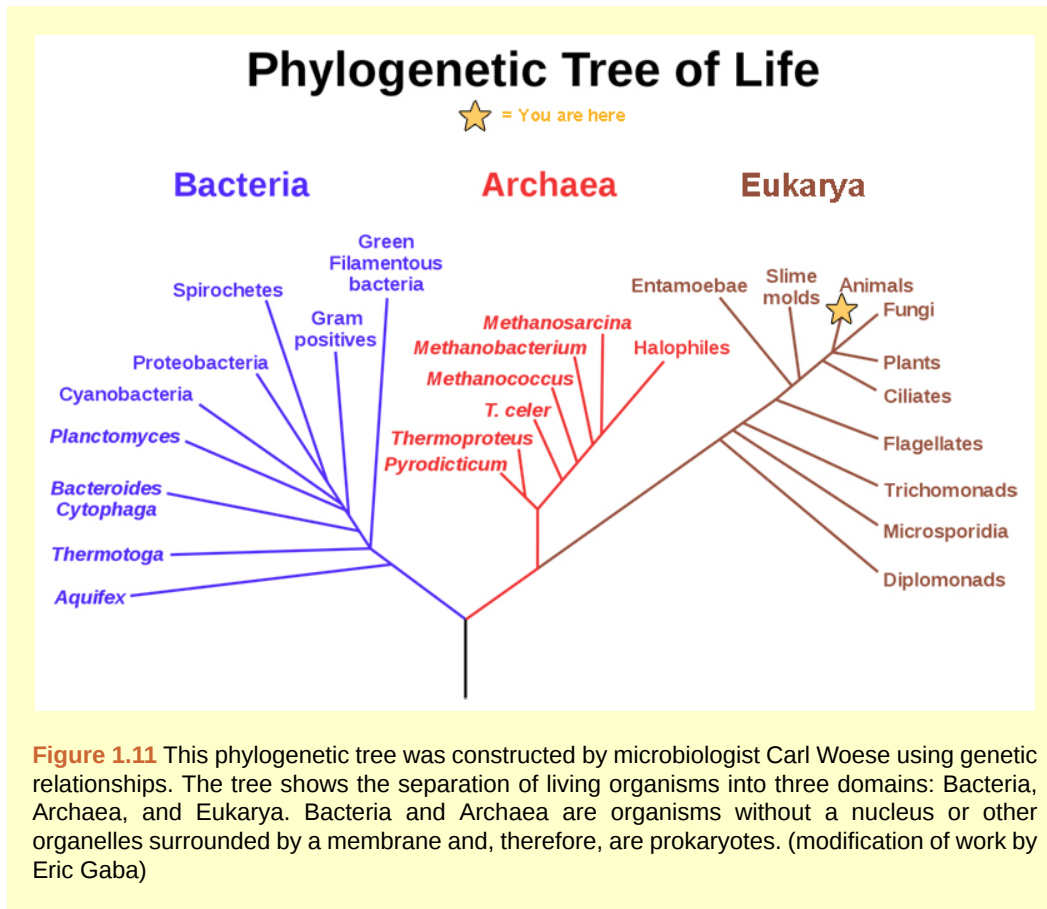 Phylogenetic Tree of Life
= You are here
Bacteria
Archaea
Eukarya
Green
Filamentous
bacteria
Spirochetes
Gram
positives
Proteobacteria
Cyanobacteria
Planctomyces
Bacteroides
Cytophaga
Thermotoga
Aquifex
Methanosarcina
Methanobacterium
Halophiles
Methanococcus
T. celer
Thermoproteus
Pyrodicticum
Entamoebae
Slime
molds
Animals
Fungi
Plants
Ciliates
Flagellates
Trichomonads
Microsporidia
Diplomonads
Figure 1.11 This phylogenetic tree was constructed by microbiologist Carl Woese using genetic
relationships. The tree shows the separation of living organisms into three domains: Bacteria,
Archaea, and Eukarya. Bacteria and Archaea are organisms without a nucleus or other
organelles surrounded by a membrane and, therefore, are prokaryotes. (modification of work by
Eric Gaba)